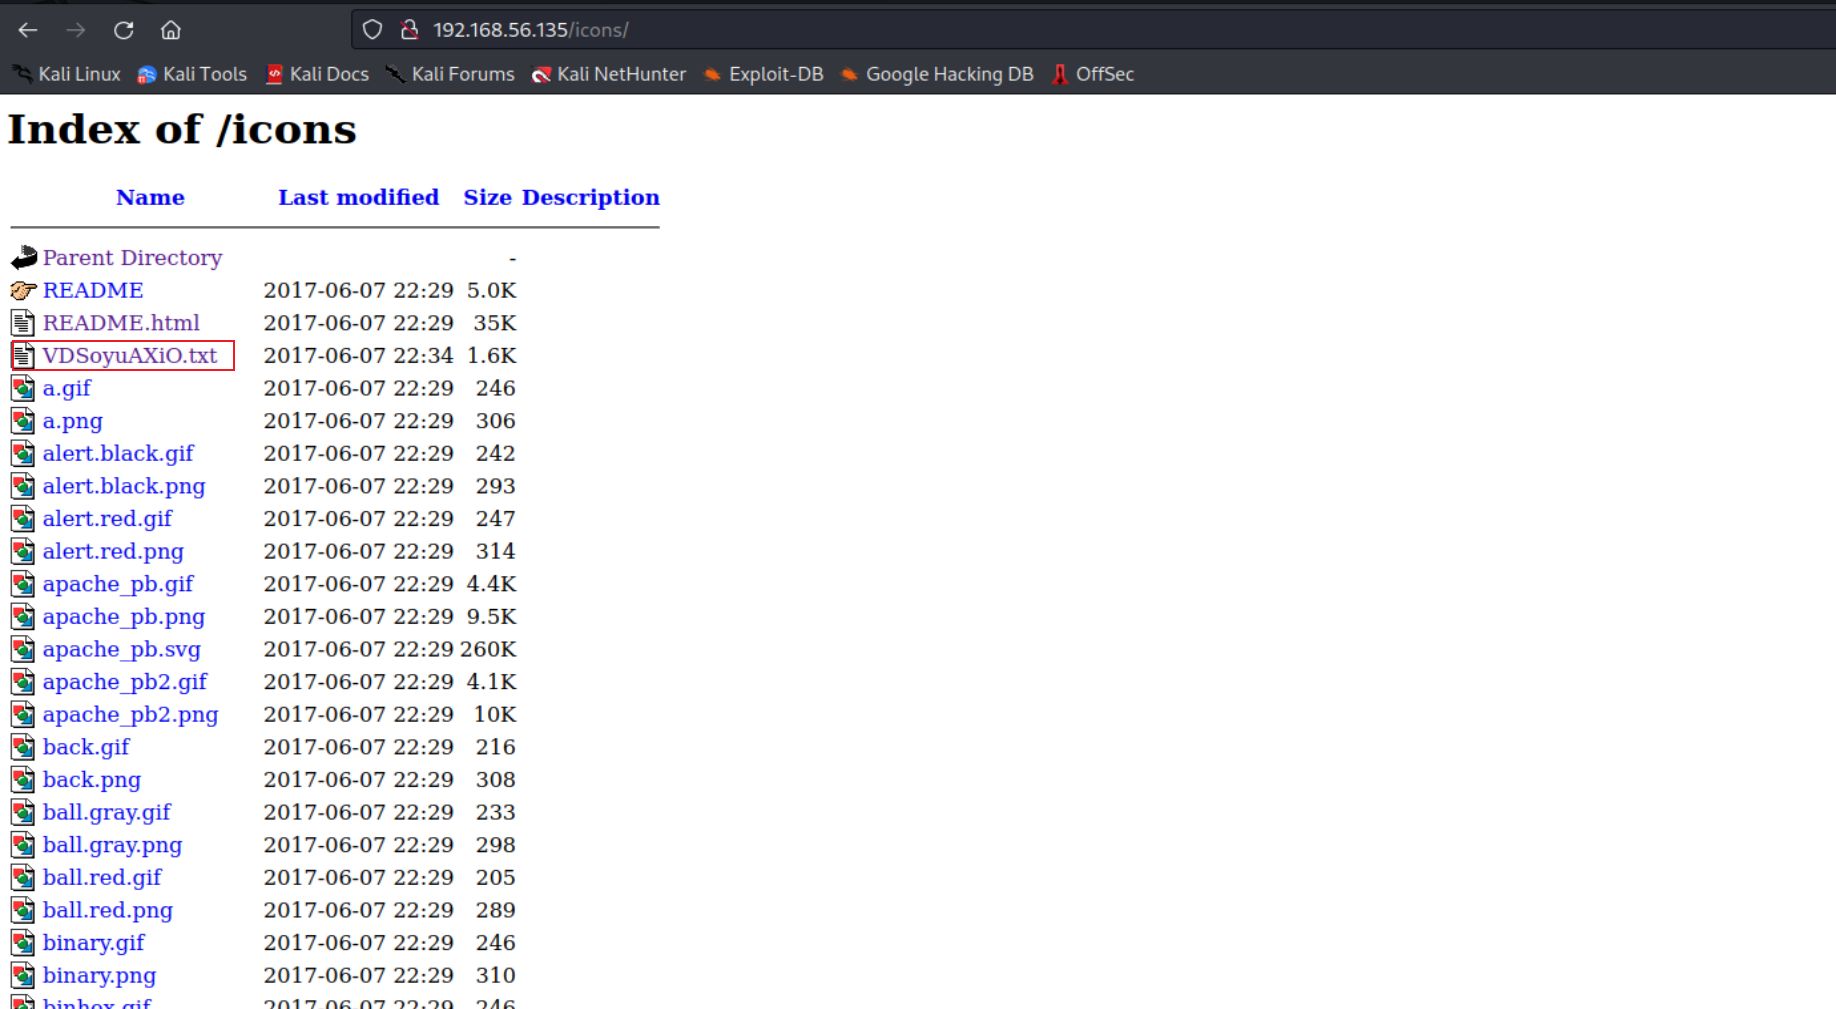 192.168.56.135/icons/
Kali Linux Kali Tools Kali Docs Kali Forums Kali NetHunter Exploit-DB Google Hacking DB OffSec
Index of /icons
Name Last modified Size Description
Parent Directory -
README 2017-06-07 22:29 5.0K
README.html 2017-06-07 22:29 35K
VDSoyuAXiO.txt 2017-06-07 22:34 1.6K
a.gif 2017-06-07 22:29 246
a.png 2017-06-07 22:29 306
alert.black.gif 2017-06-07 22:29 242
alert.black.png 2017-06-07 22:29 293
alert.red.gif 2017-06-07 22:29 247
alert.red.png 2017-06-07 22:29 314
apache_pb.gif 2017-06-07 22:29 4.4K
apache_pb.png 2017-06-07 22:29 9.5K
apache_pb.svg 2017-06-07 22:29 260K
apache_pb2.gif 2017-06-07 22:29 4.1K
apache_pb2.png 2017-06-07 22:29 10K
back.gif 2017-06-07 22:29 216
back.png 2017-06-07 22:29 308
ball.gray.gif 2017-06-07 22:29 233
ball.gray.png 2017-06-07 22:29 298
ball.red.gif 2017-06-07 22:29 205
ball.red.png 2017-06-07 22:29 289
binary.gif 2017-06-07 22:29 246
binary.png 2017-06-07 22:29 310
binhex.gif 2017-06-07 22:29 246